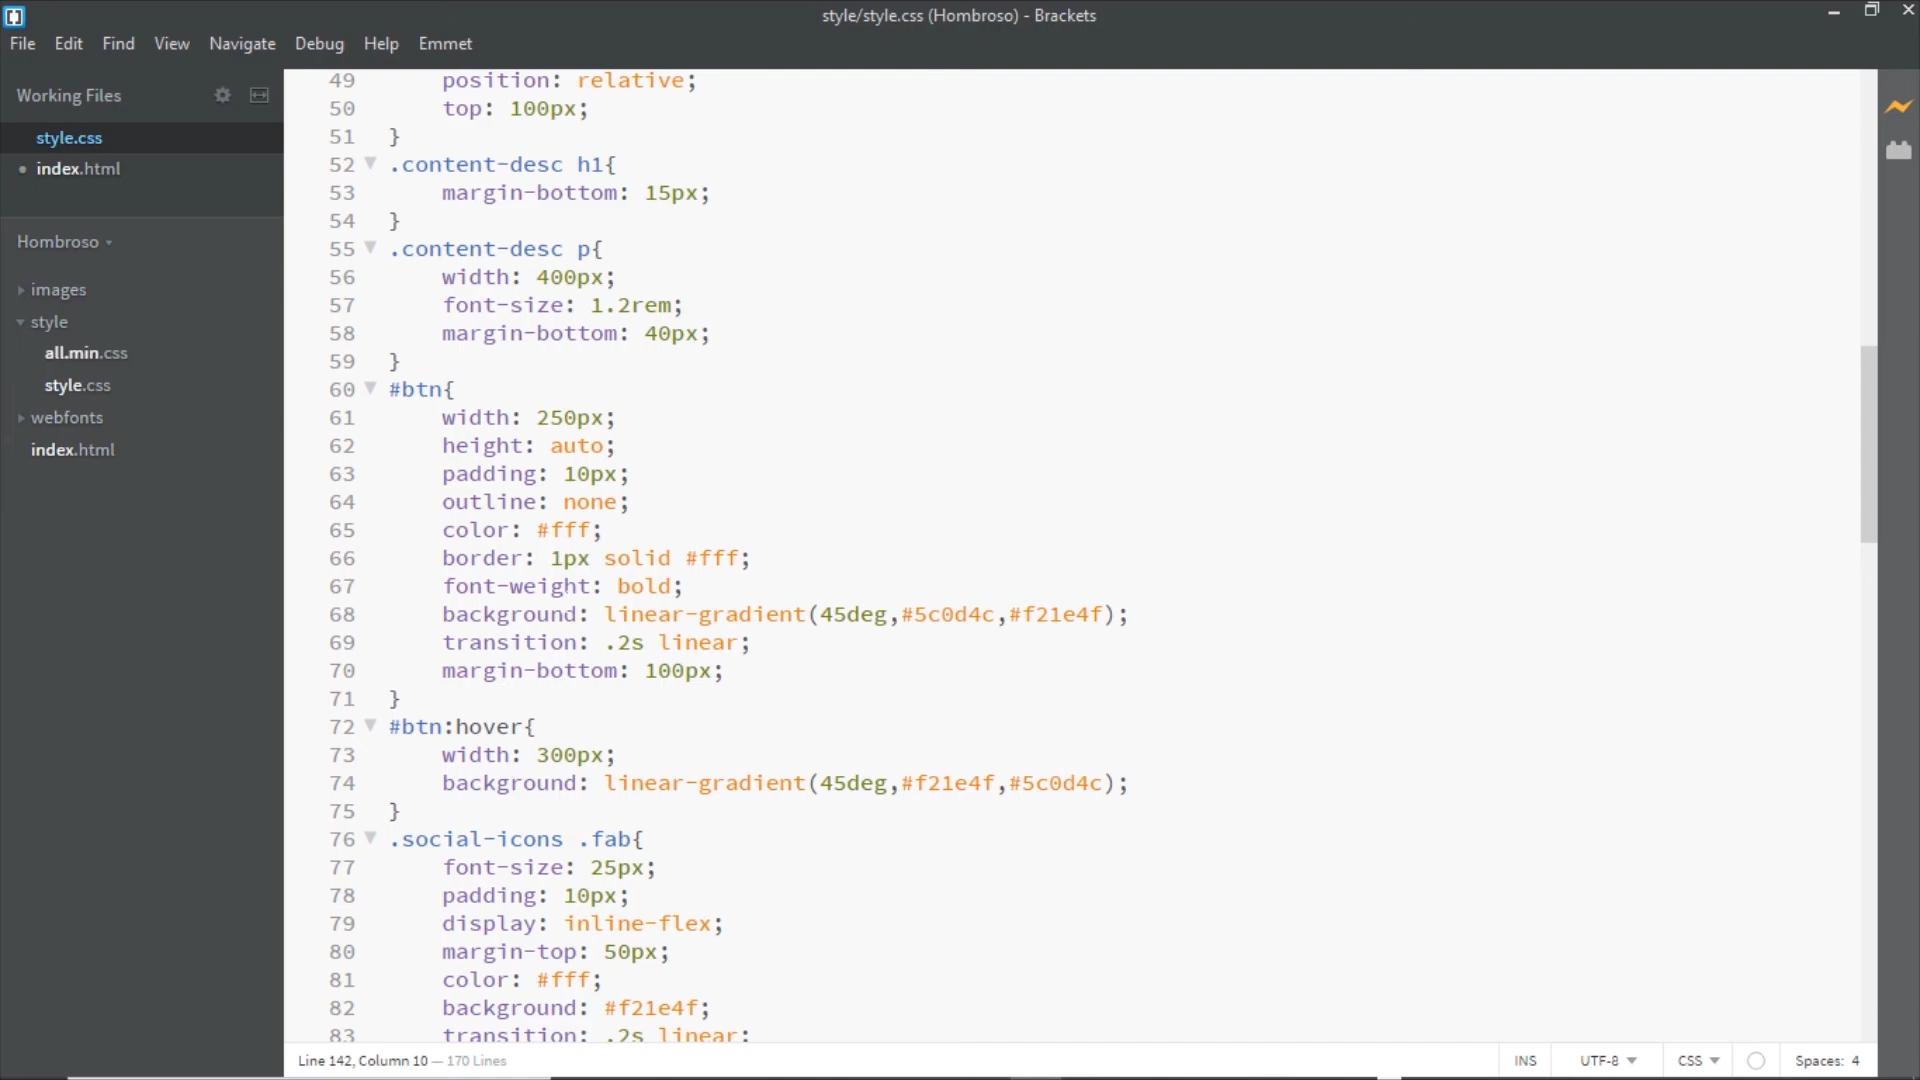 style/style.css (Hombroso) - Brackets
File Edit Find View Navigate Debug Help Emmet
Working Files
style.css
index.html
Hombroso
images
style
all.min.css
style.css
webfonts
index.html
49 position: relative;
50 top: 100px;
51 }
52 .content-desc h1{
53 margin-bottom: 15px;
54 }
55 .content-desc p{
56 width: 400px;
57 font-size: 1.2rem;
58 margin-bottom: 40px;
59 }
60 #btn{
61 width: 250px;
62 height: auto;
63 padding: 10px;
64 outline: none;
65 color: #fff;
66 border: 1px solid #fff;
67 font-weight: bold;
68 background: linear-gradient(45deg,#5c0d4c,#f21e4f);
69 transition: .2s linear;
70 margin-bottom: 100px;
71 }
72 #btn:hover{
73 width: 300px;
74 background: linear-gradient(45deg,#f21e4f,#5c0d4c);
75 }
76 .social-icons .fab{
77 font-size: 25px;
78 padding: 10px;
79 display: inline-flex;
80 margin-top: 50px;
81 color: #fff;
82 background: #f21e4f;
83 transition: .2s linear;
Line 142, Column 10 — 170 Lines
INS UTF-8 CSS Spaces: 4